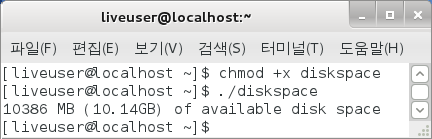 liveuser@localhost:~
파일(F) 편집(E) 보기(V) 검색(S) 터미널(T) 도움말(H)
[liveuser@localhost ~]$ chmod +x diskspace
[liveuser@localhost ~]$ ./diskspace
10386 MB (10.14GB) of available disk space
[liveuser@localhost ~]$